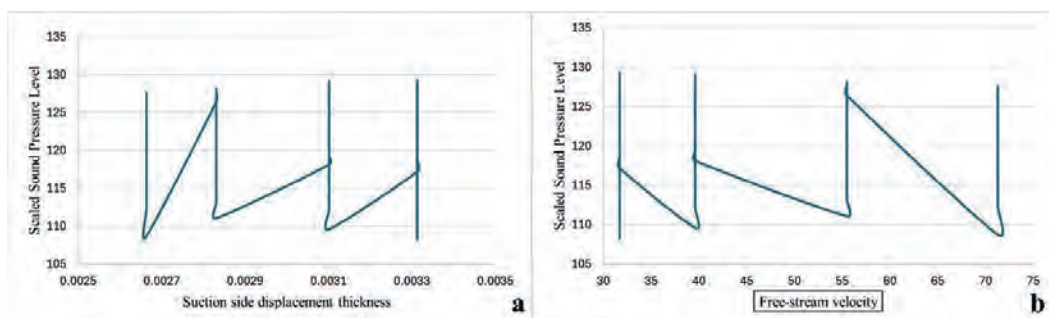 135
130
125
120
115
110
105
0.0025 0.0027 0.0029 0.0031 0.0033 0.0035
Scaled Sound Pressure Level
Suction side displacement thickness
a
135
130
125
120
115
110
105
30 35 40 45 50 55 60 65 70 75
Scaled Sound Pressure Level
Free-stream velocity
b